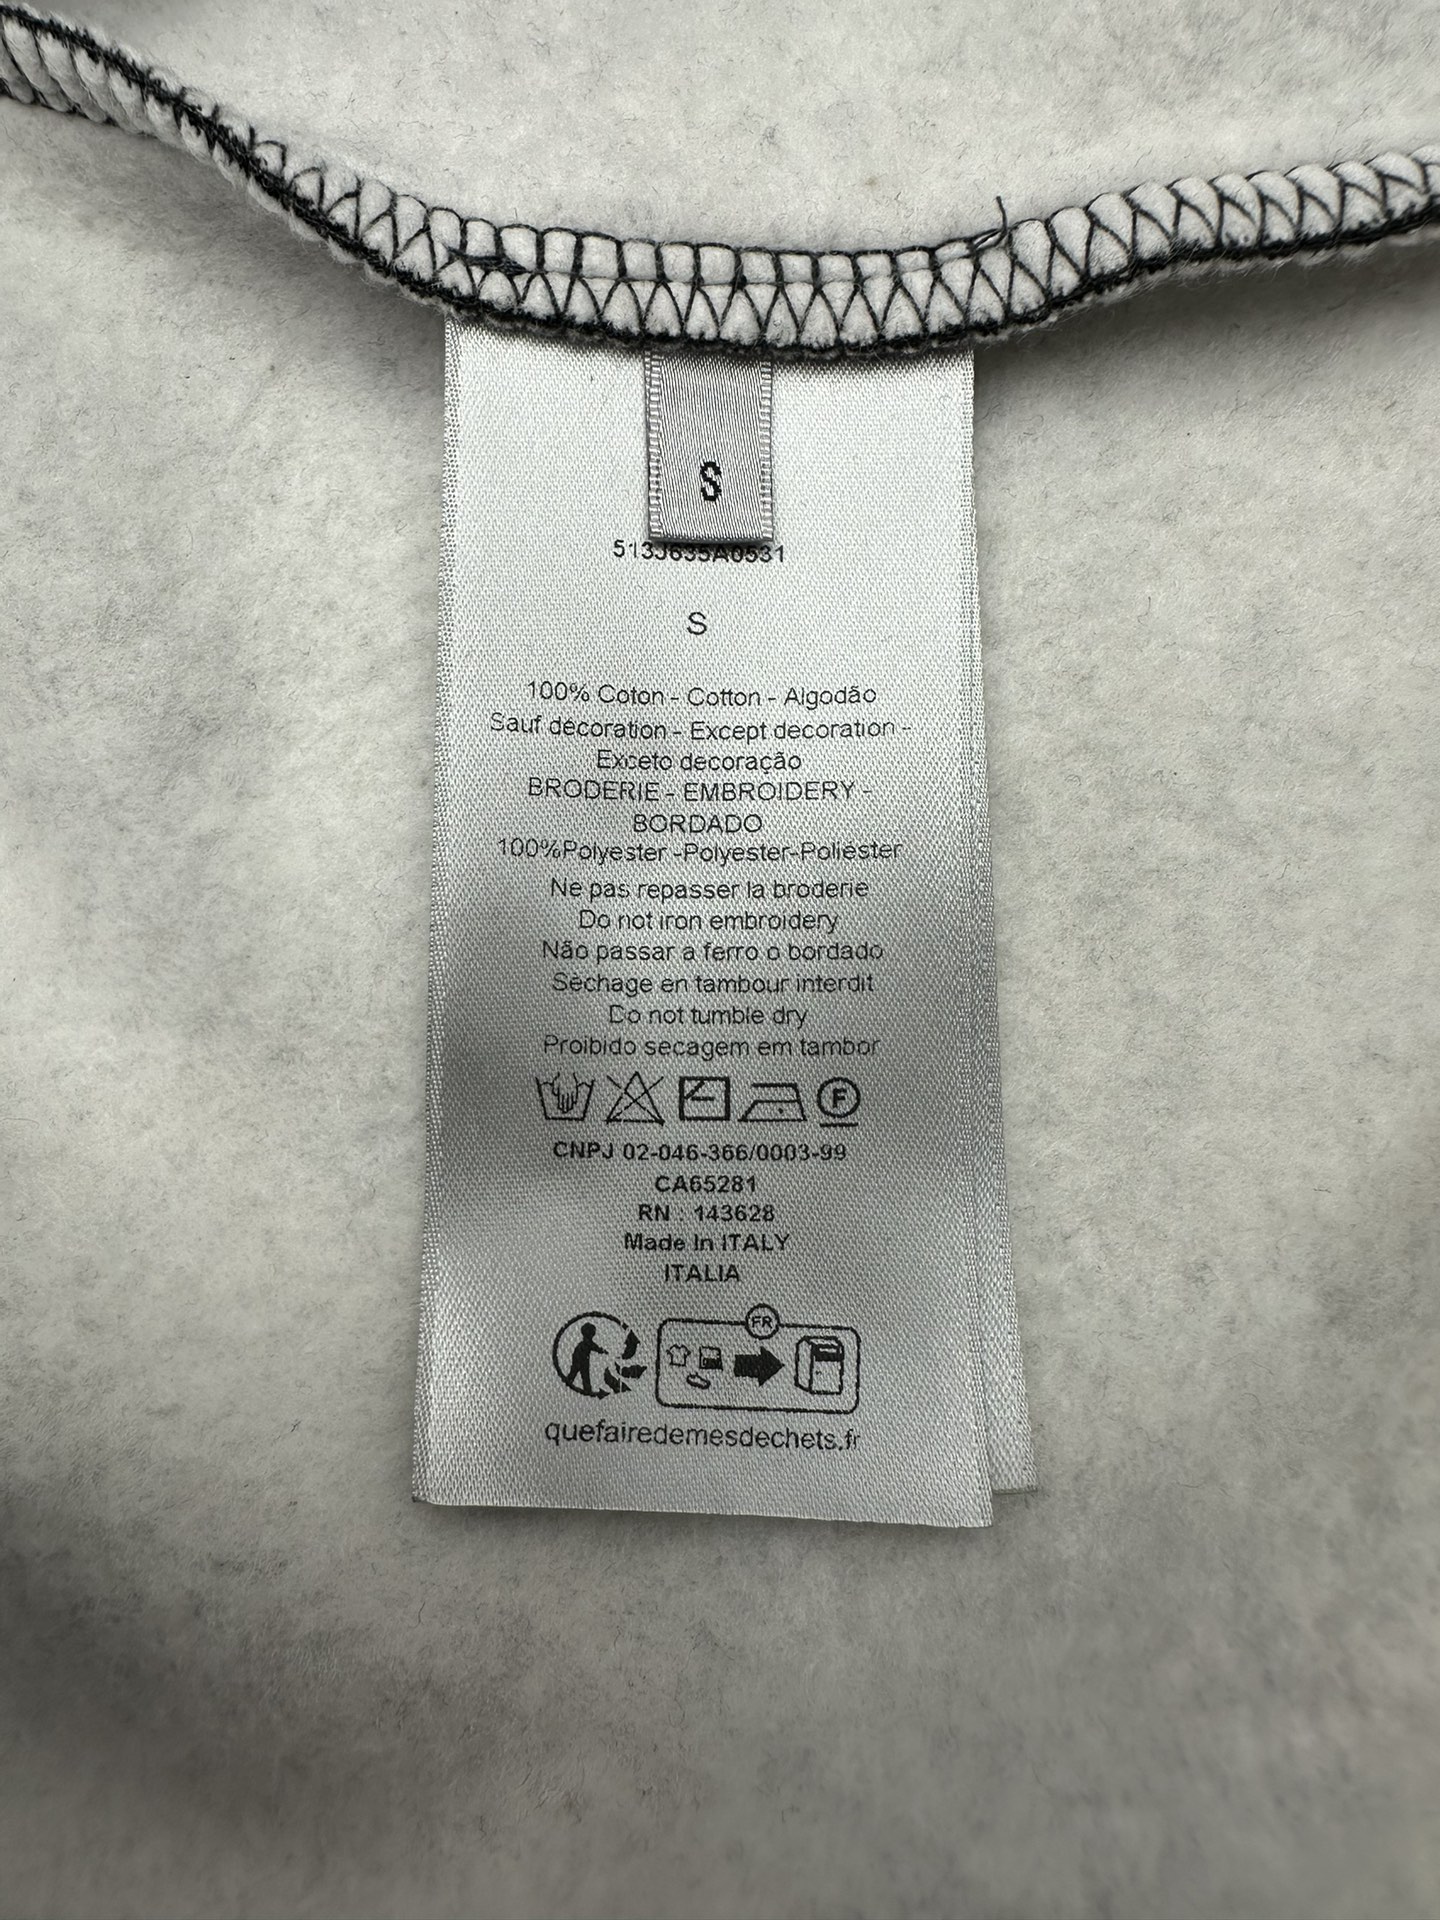 S
513J635A0531
S
100% Coton - Cotton - Algodão
Sauf décoration - Except decoration -
Exceto decoração
BRODERIE - EMBROIDERY -
BORDADO
100%Polyester -Polyester-Poliéster
Ne pas repasser la broderie
Do not iron embroidery
Não passar a ferro o bordado
Séchage en tambour interdit
Do not tumble dry
Proibido secagem em tambor
F
CNPJ 02-046-366/0003-99
CA65281
RN : 143628
Made In ITALY
ITALIA
FR
quefairedemesdechets.fr